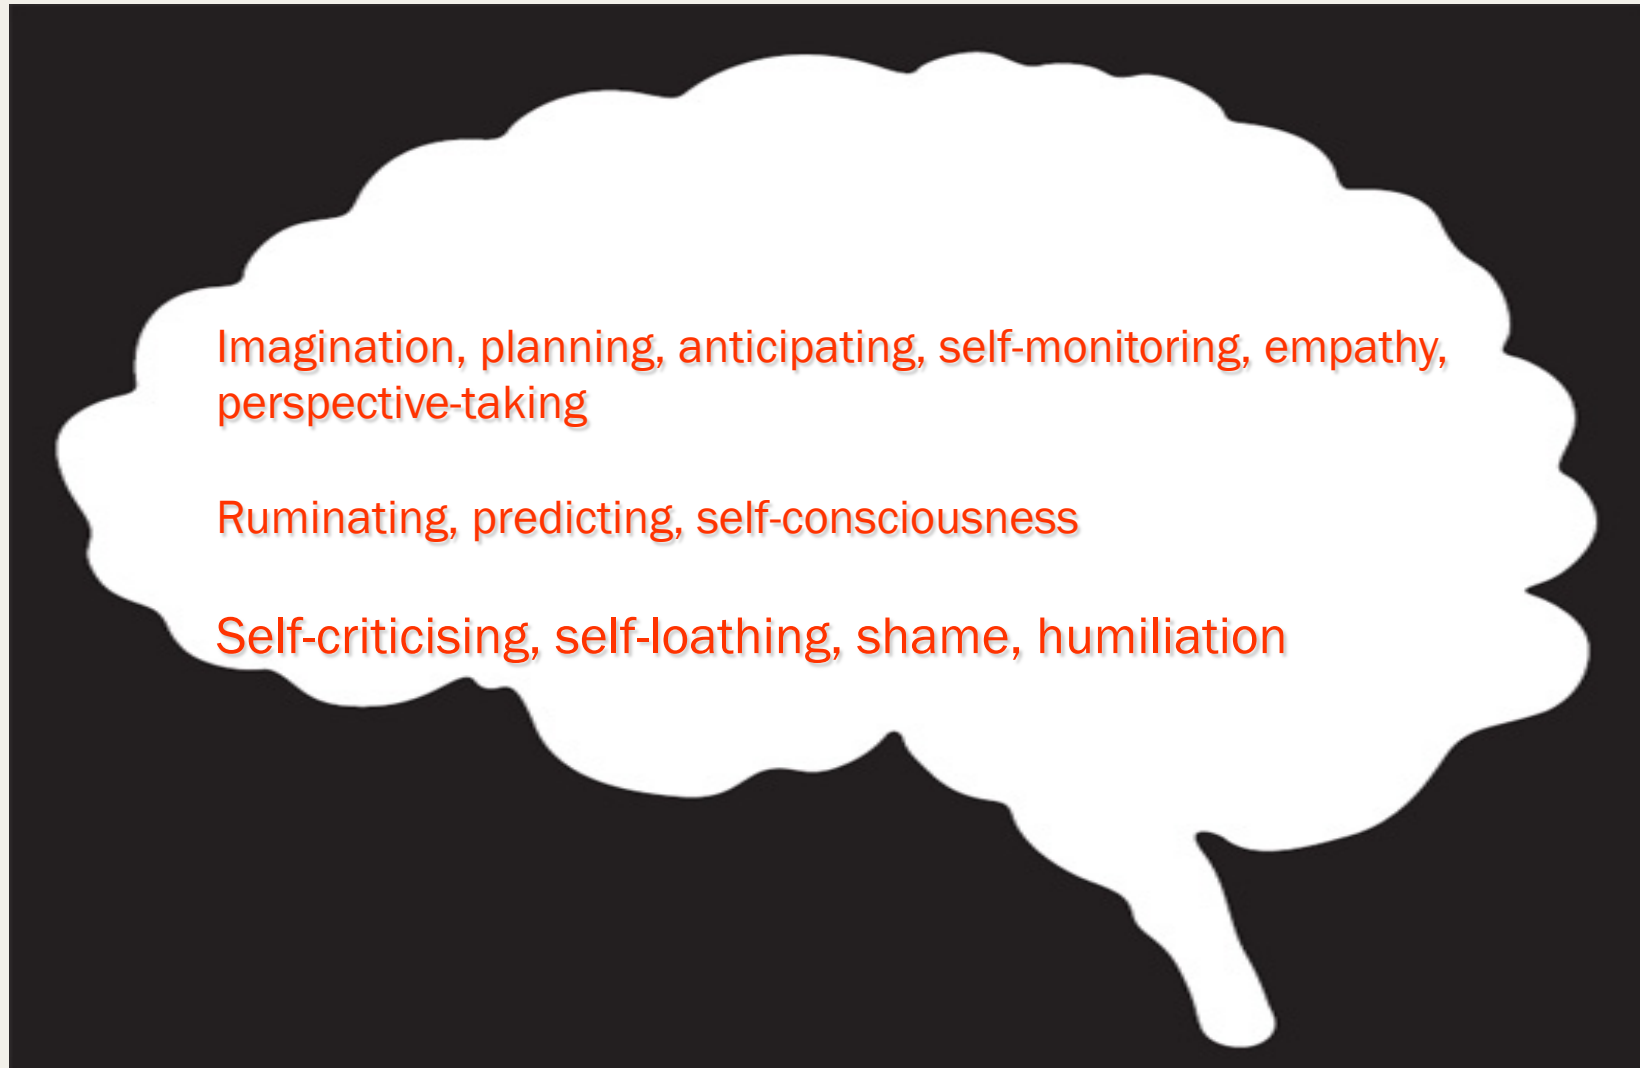 Imagination, planning, anticipating, self-monitoring, empathy,
perspective-taking
Ruminating, predicting, self-consciousness
Self-criticising, self-loathing, shame, humiliation